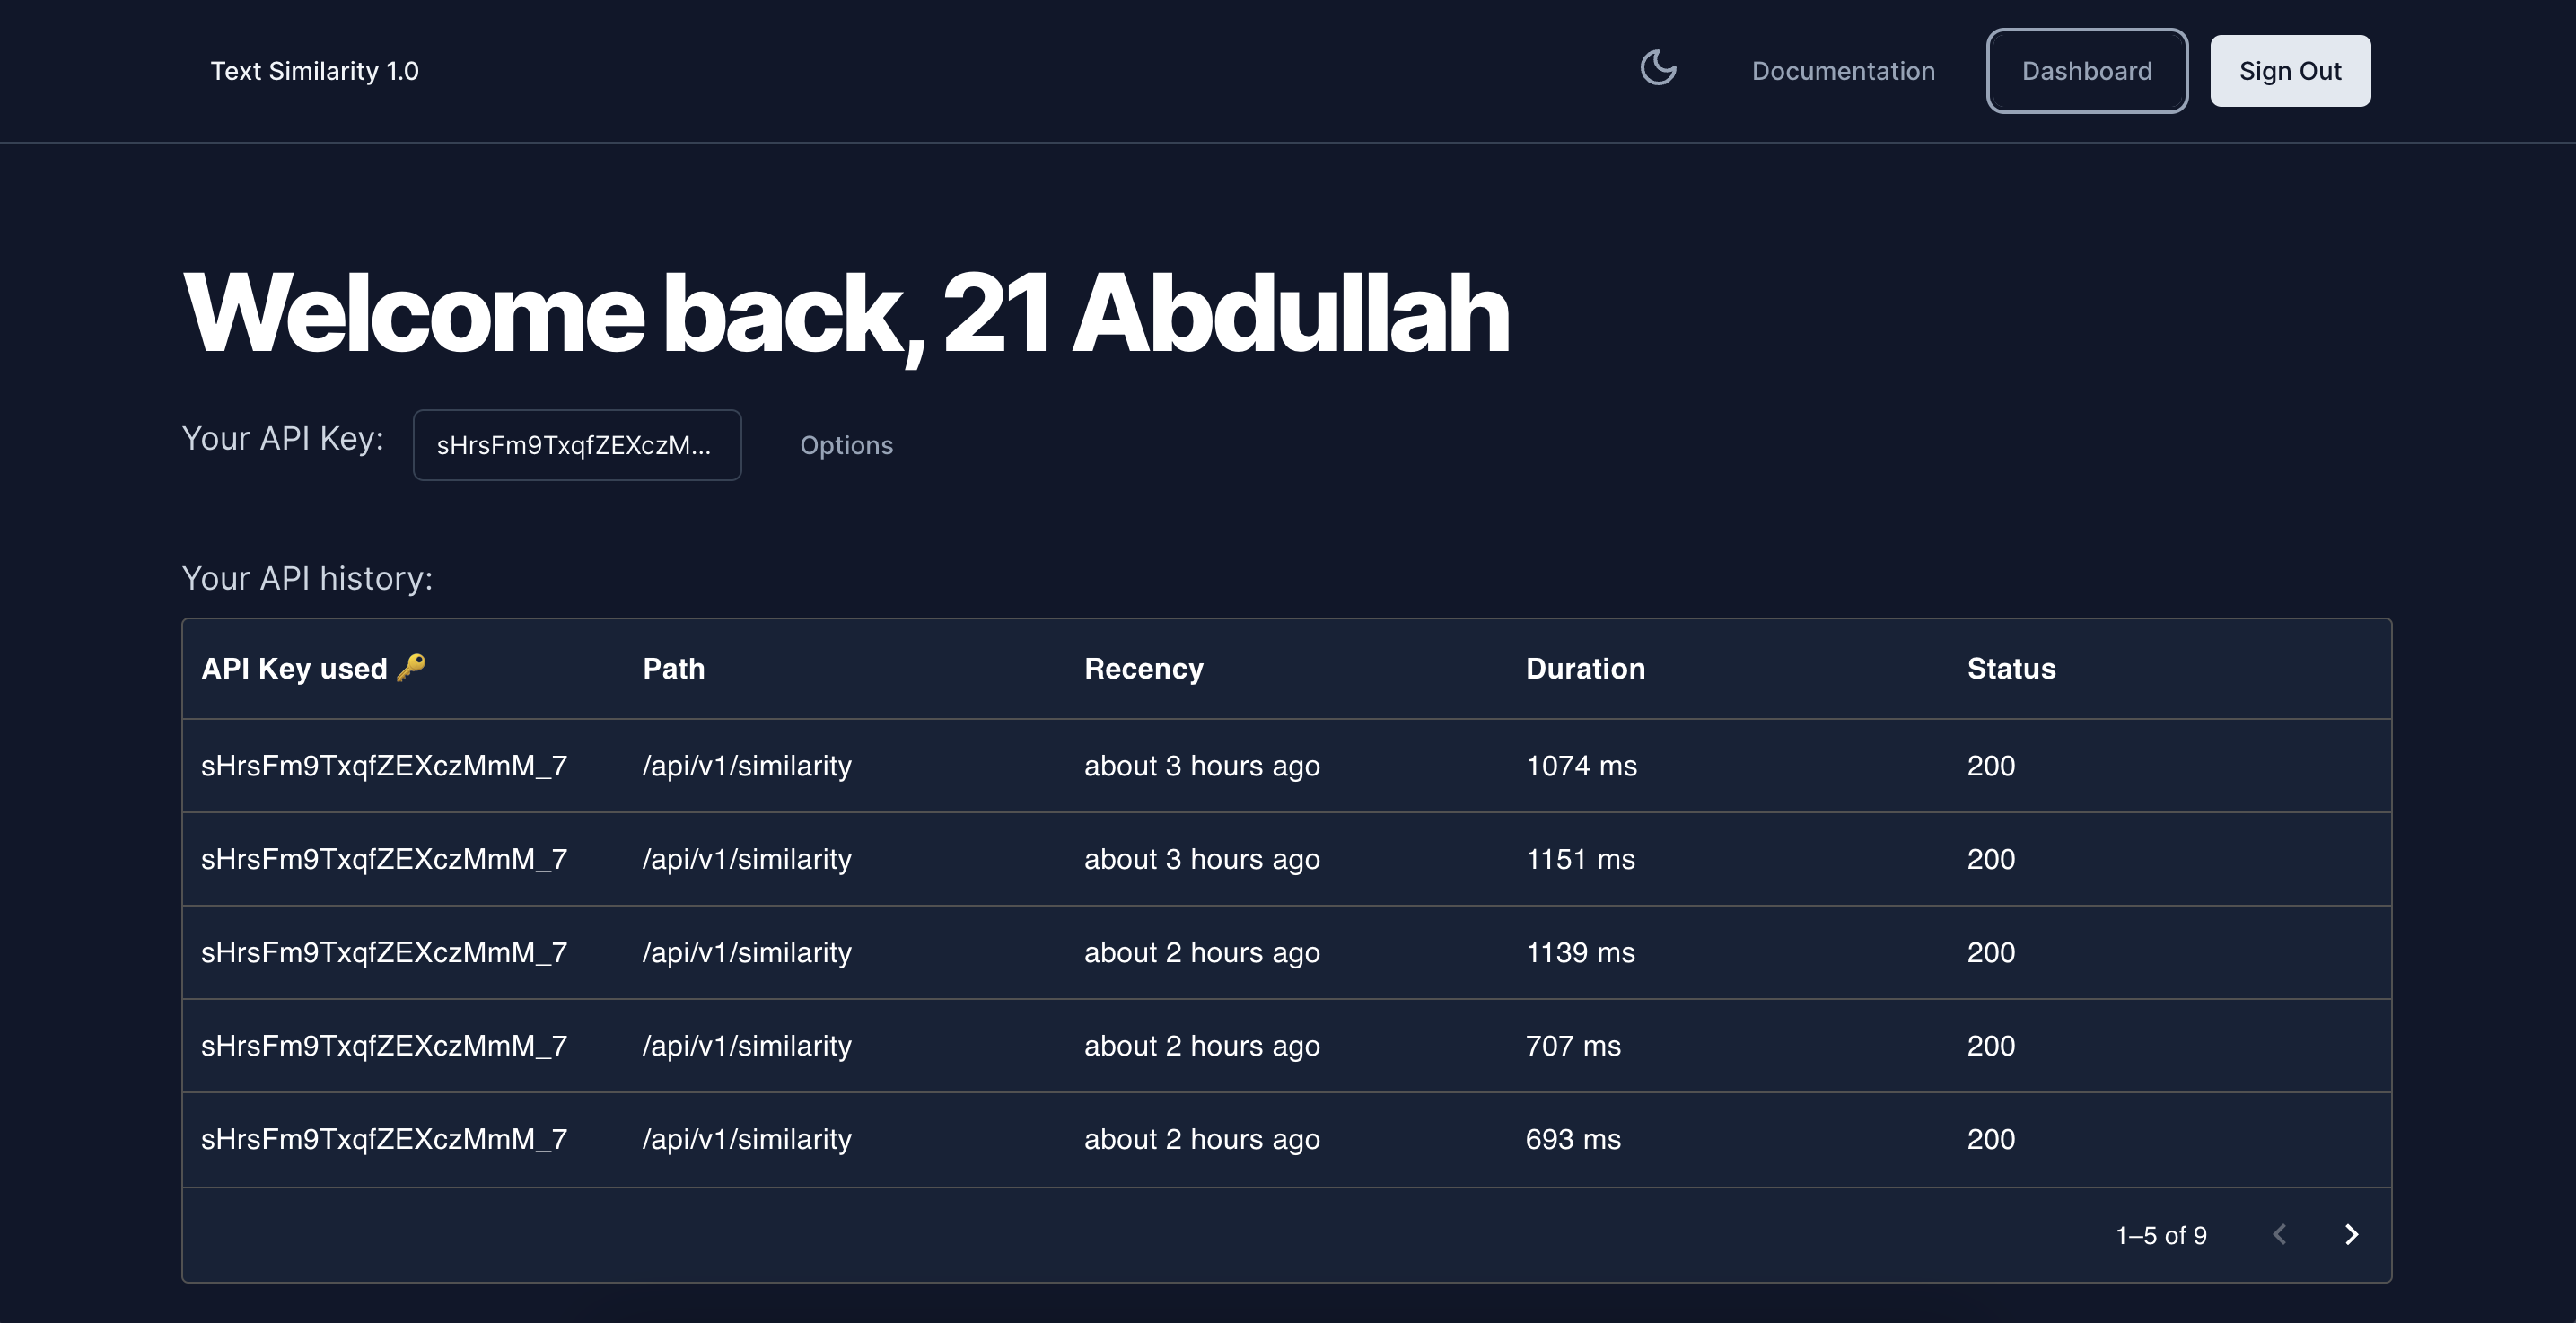 Text Similarity 1.0
Documentation
Dashboard
Sign Out
Welcome back, 21 Abdullah
Your API Key: sHrsFm9TxqfZEXczM... Options
Your API history:
API Key used 🔑 Path Recency Duration Status
sHrsFm9TxqfZEXczMmM_7 /api/v1/similarity about 3 hours ago 1074 ms 200
sHrsFm9TxqfZEXczMmM_7 /api/v1/similarity about 3 hours ago 1151 ms 200
sHrsFm9TxqfZEXczMmM_7 /api/v1/similarity about 2 hours ago 1139 ms 200
sHrsFm9TxqfZEXczMmM_7 /api/v1/similarity about 2 hours ago 707 ms 200
sHrsFm9TxqfZEXczMmM_7 /api/v1/similarity about 2 hours ago 693 ms 200
1–5 of 9